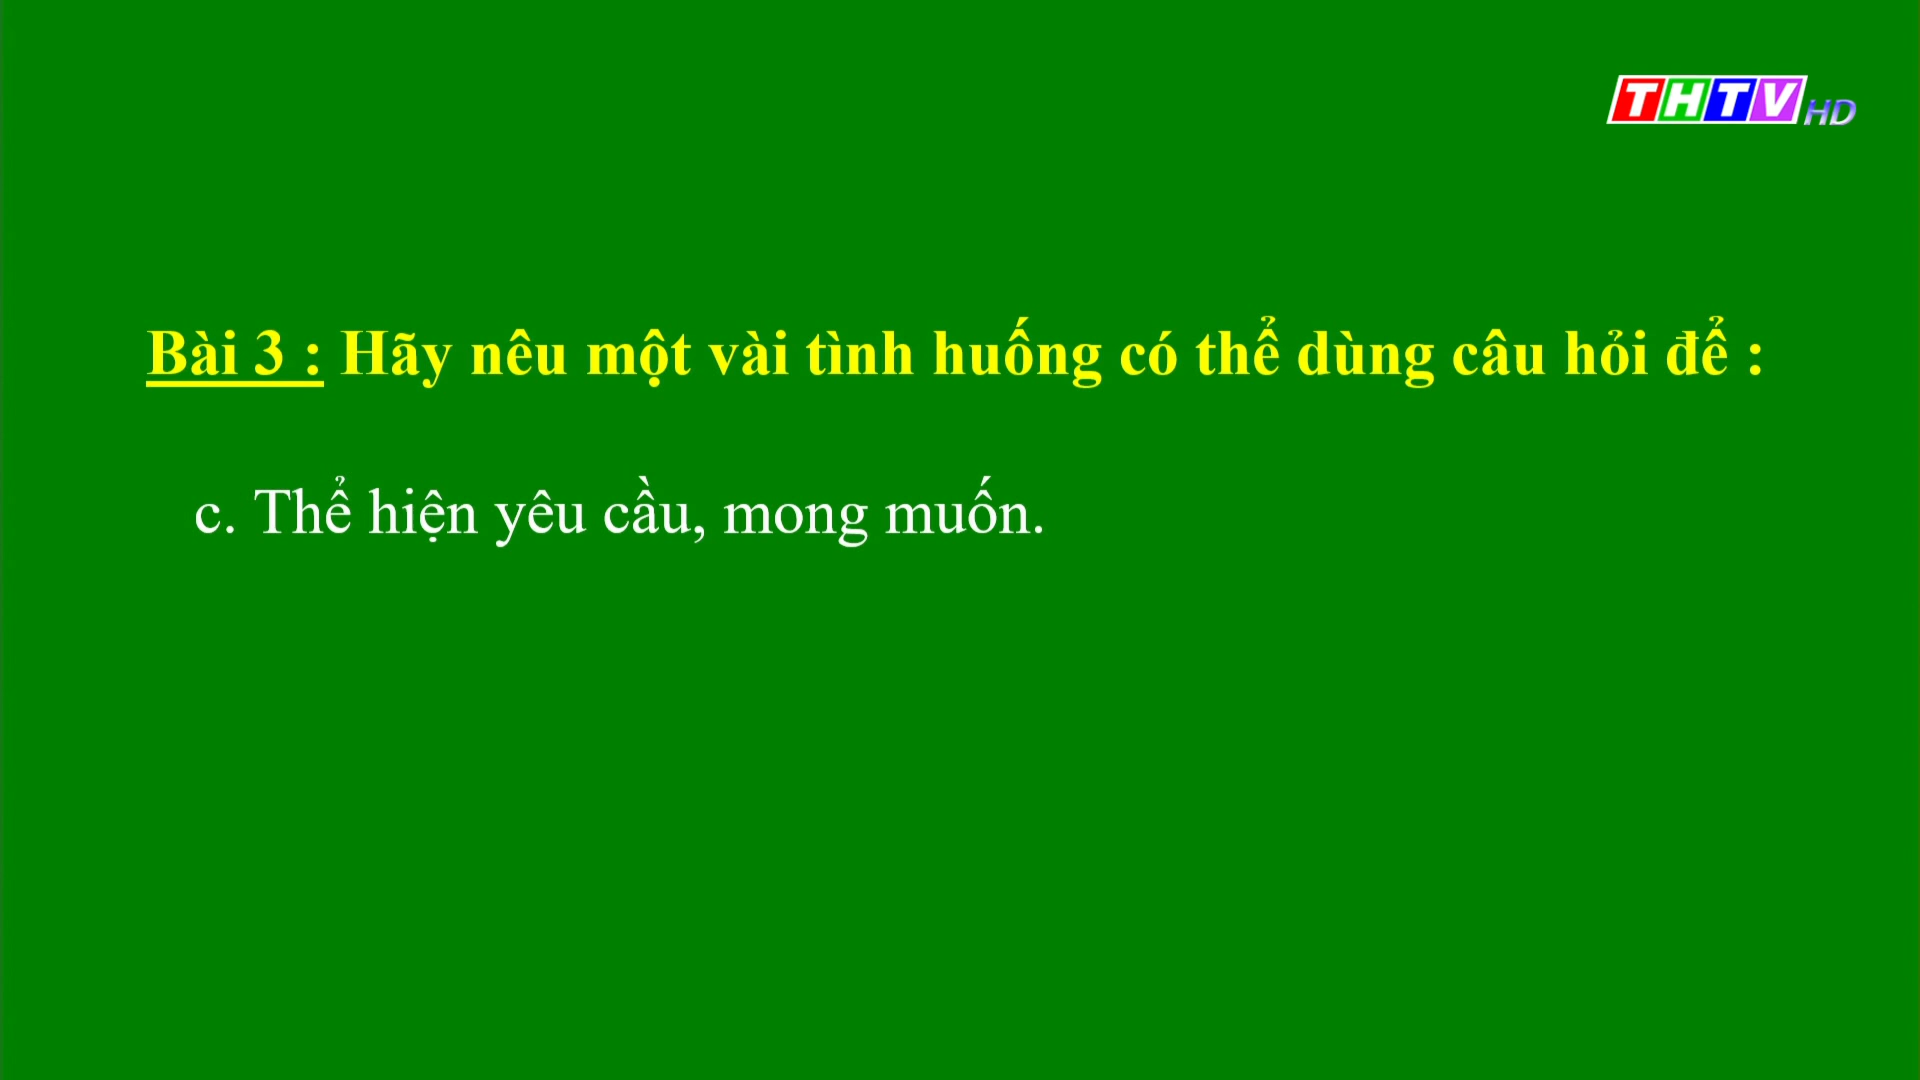 THTV HD
Bài 3 : Hãy nêu một vài tình huống có thể dùng câu hỏi để :
c. Thể hiện yêu cầu, mong muốn.